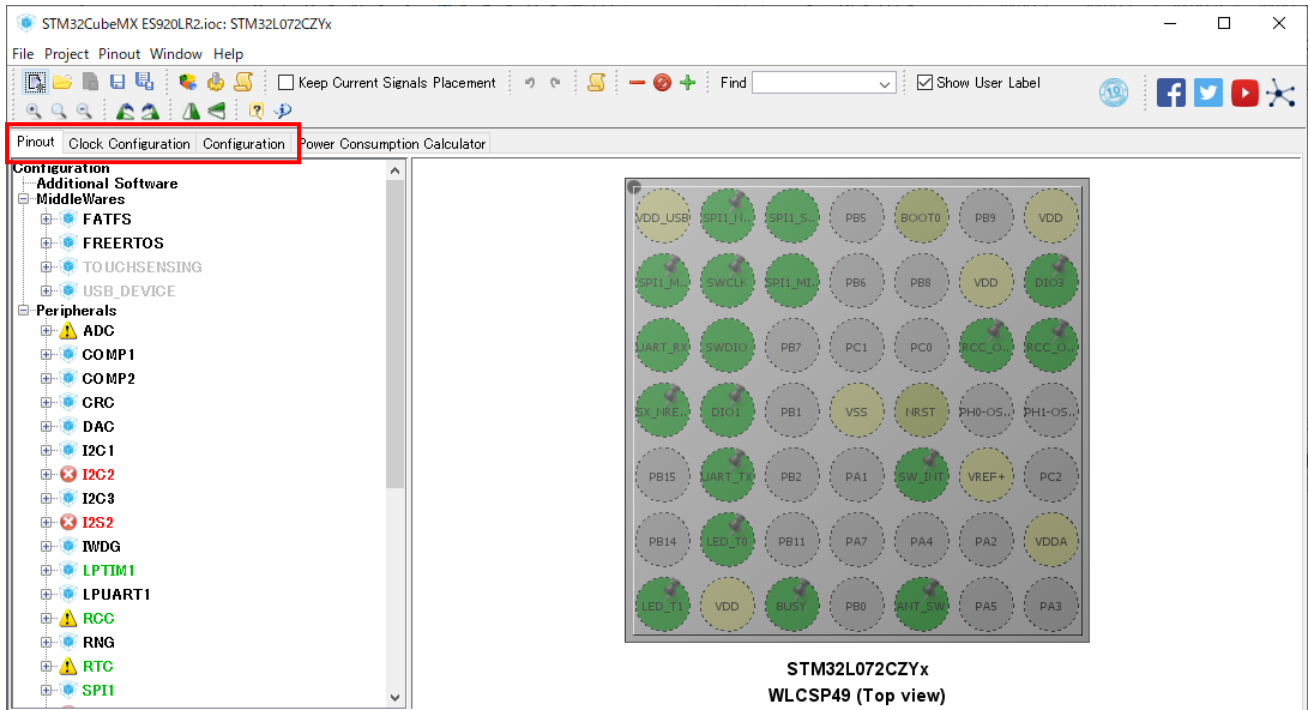 STM32CubeMX ES920LR2.ioc: STM32L072CZYx
File Project Pinout Window Help
Keep Current Signals Placement
Find
Show User Label
10
Pinout Clock Configuration Configuration Power Consumption Calculator
Configuration
Additional Software
MiddleWares
FATFS
FREERTOS
TOUCHSENSING
USB_DEVICE
Peripherals
ADC
COMP1
COMP2
CRC
DAC
I2C1
I2C2
I2C3
I2S2
IWDG
LPTIM1
LPUART1
RCC
RNG
RTC
SPI1
VDD_USB SPI1_N.. SPI1_S.. PB5 BOOT0 PB9 VDD
SPI1_M.. SWCLK SPI1_MI.. PB6 PB8 VDD DIO3
UART_RX SWDIO PB7 PC1 PC0 RCC_O.. RCC_O..
SX_NRE.. DIO1 PB1 VSS NRST PH0-OS.. PH1-OS..
PB15 UART_TX PB2 PA1 SW_INT VREF+ PC2
PB14 LED_T0 PB11 PA7 PA4 PA2 VDDA
LED_T1 VDD BUSY PB0 ANT_SW PA5 PA3
STM32L072CZYx
WLCSP49 (Top view)